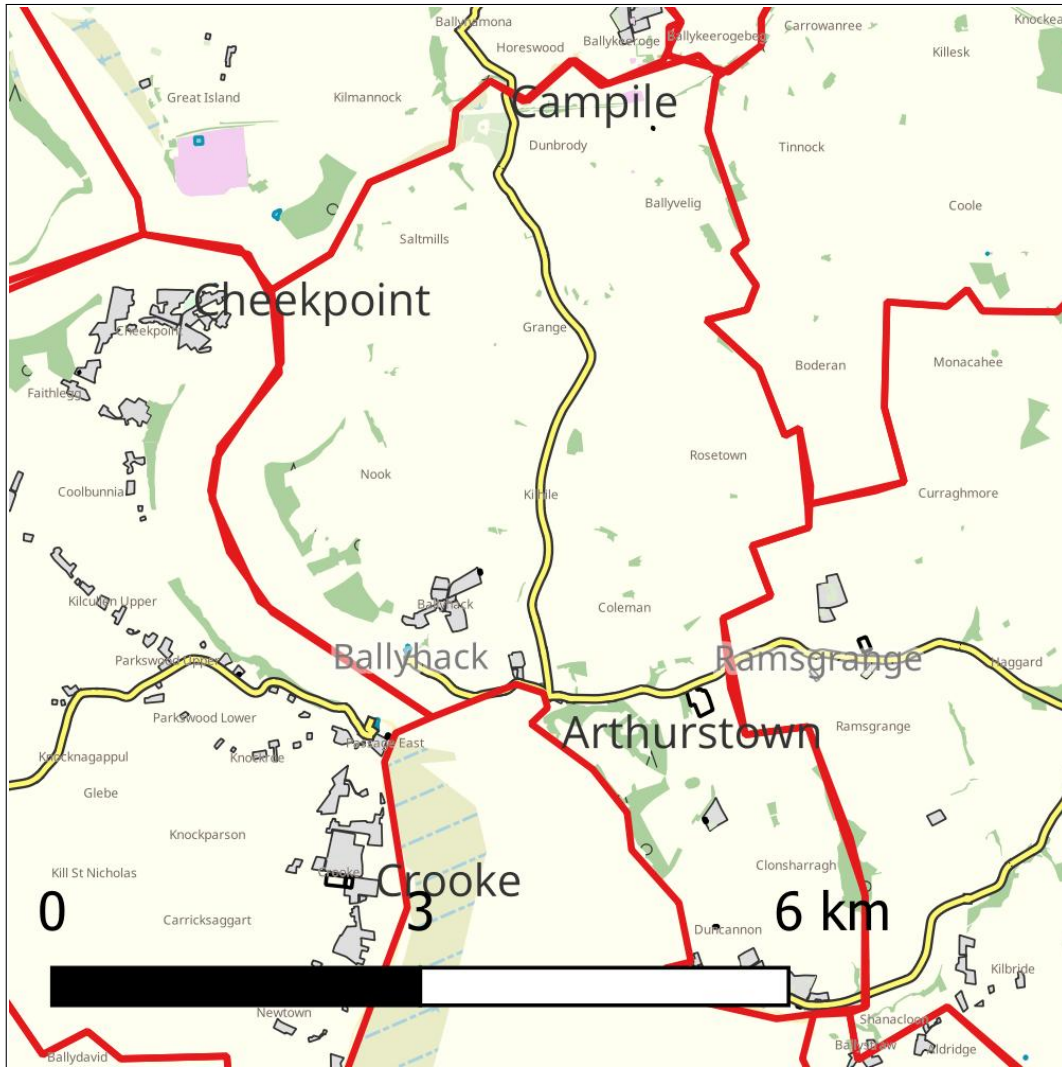 Ballynamona
Carrowanree
Horeswood
Ballykeeroge
Ballykeerogebeg
Killesk
Great Island
Kilmannock
Campile
Dunbrody
Tinnock
Ballyvelig
Coole
Saltmills
Cheekpoint
Cheekpoint
Grange
Boderan
Monacahee
Faithlegg
Rosetown
Nook
Coolbunnia
Kilhile
Curraghmore
Kilcullen Upper
Ballyhack
Coleman
Ballyhack
Parkswood Upper
Ramsgrange
Haggard
Parkswood Lower
Ramsgrange
Arthurstown
Passage East
Knocknagappul
Knockroe
Glebe
Knockparson
Kill St Nicholas
Crooke
Crooke
Clonsharragh
0
3
6 km
Carricksaggart
Duncannon
Kilbride
Newtown
Shanacloon
Ballystraw
Aldridge
Ballydavid